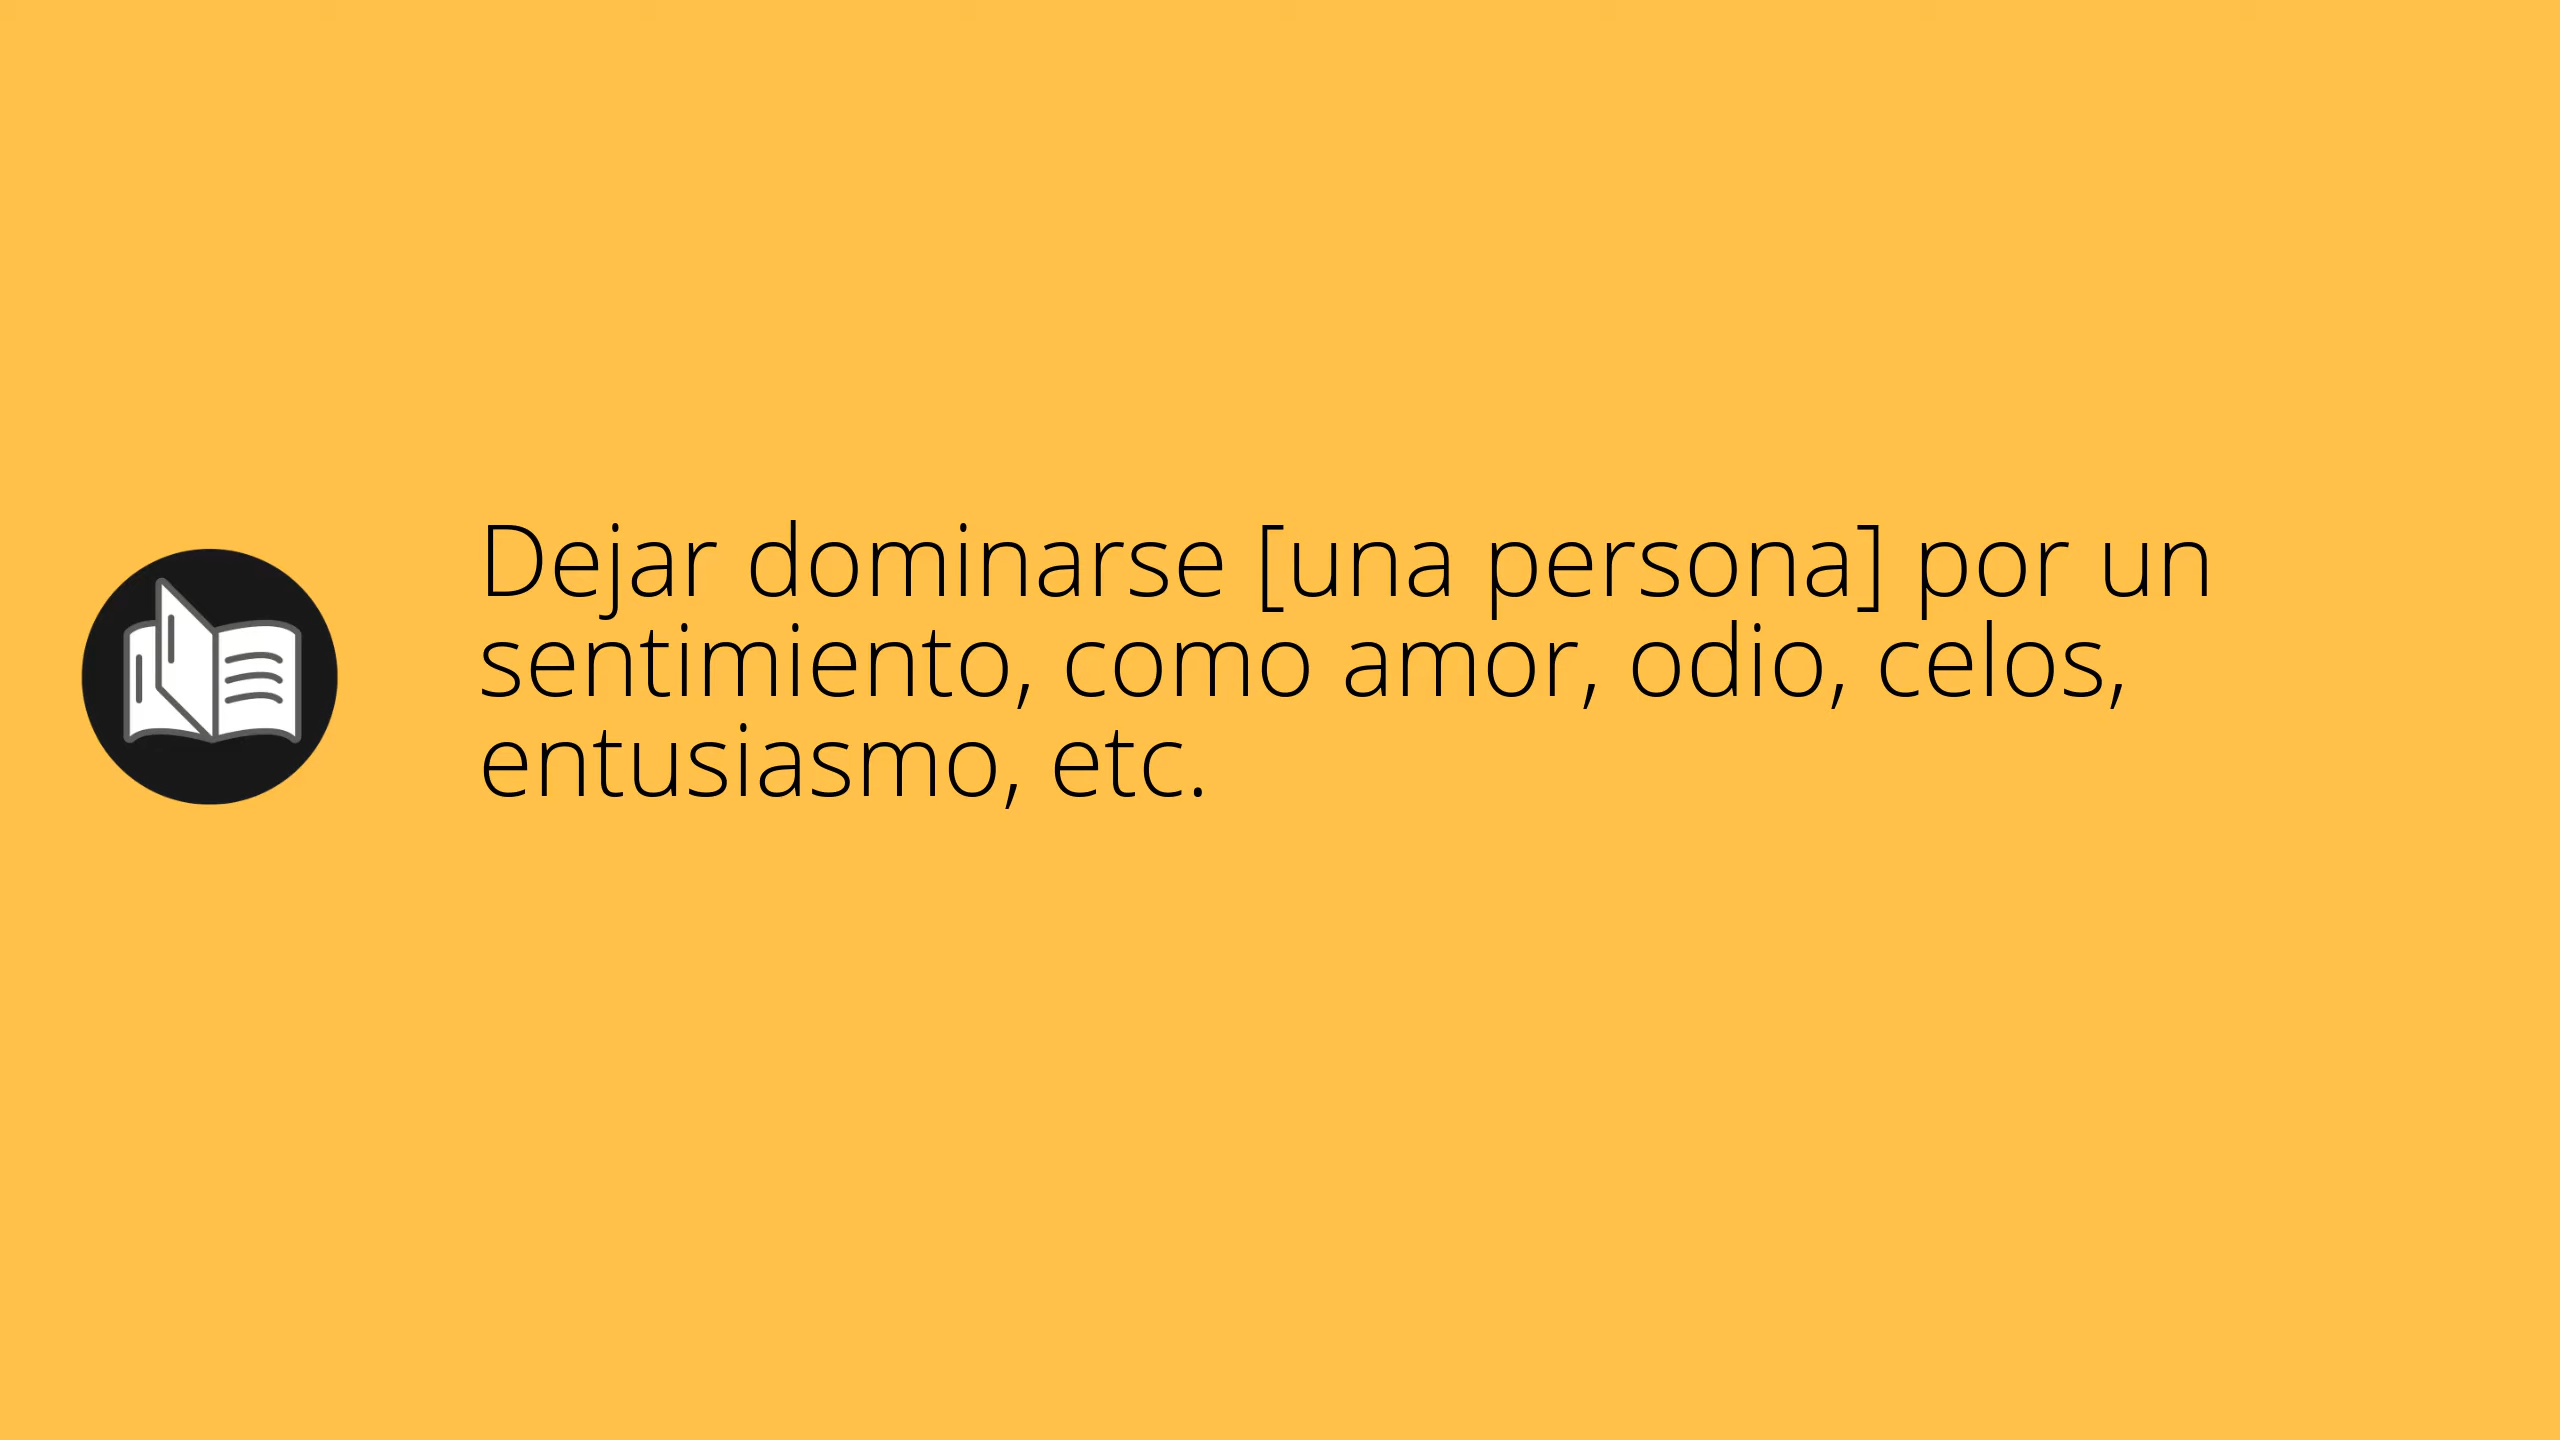 Dejar dominarse [una persona] por un
sentimiento, como amor, odio, celos,
entusiasmo, etc.